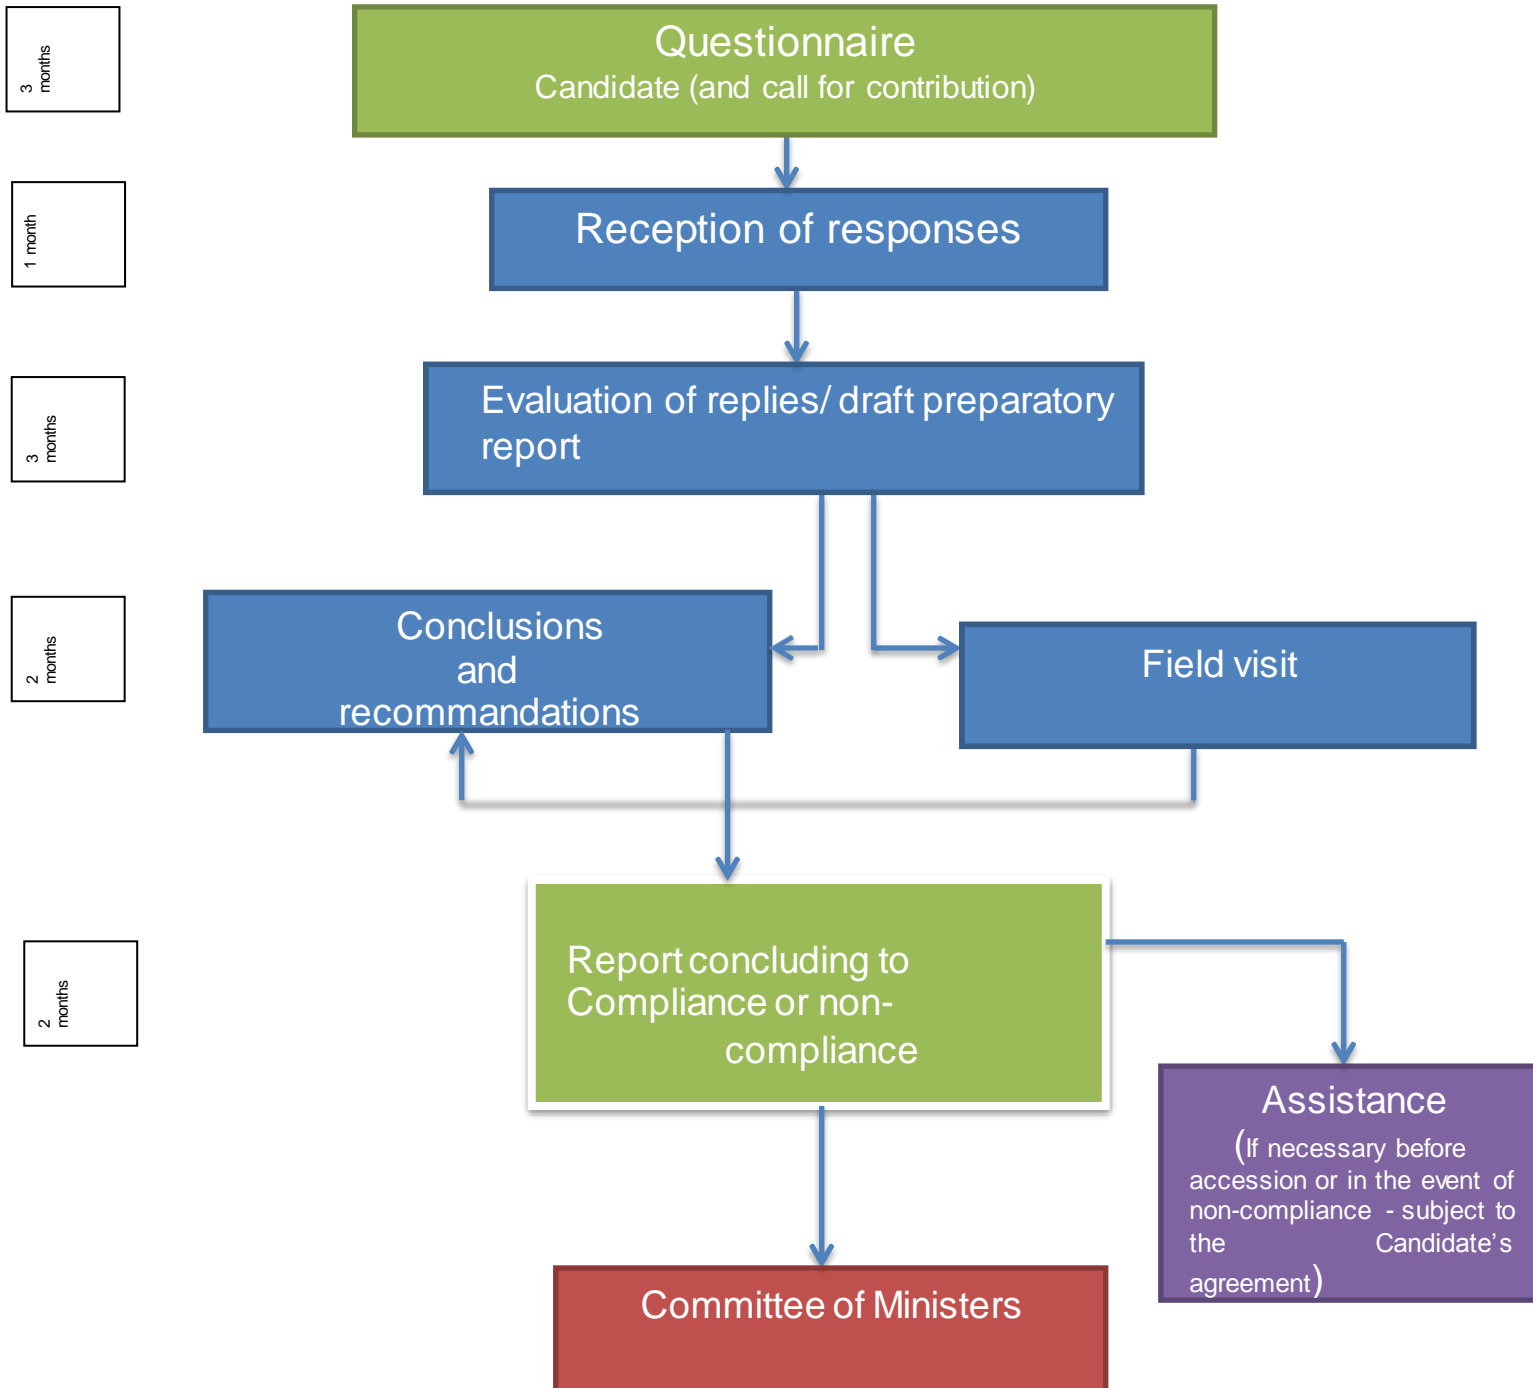 3
months
Questionnaire
Candidate (and call for contribution)
1 month
Reception of responses
3
months
Evaluation of replies/ draft preparatory
report
2
months
Conclusions
and
recommandations
Field visit
2
months
Report concluding to
Compliance or non-
compliance
Assistance
(If necessary before
accession or in the event of
non-compliance - subject to
the Candidate's
agreement)
Committee of Ministers